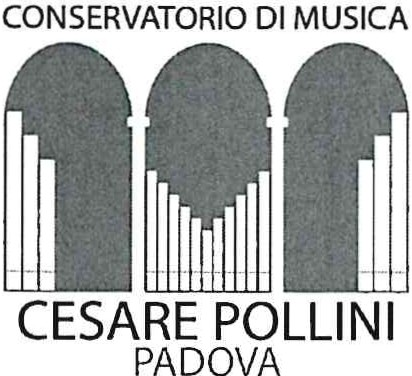 CONSERVATORIO DI MUSICA
CESARE POLLINI
PADOVA